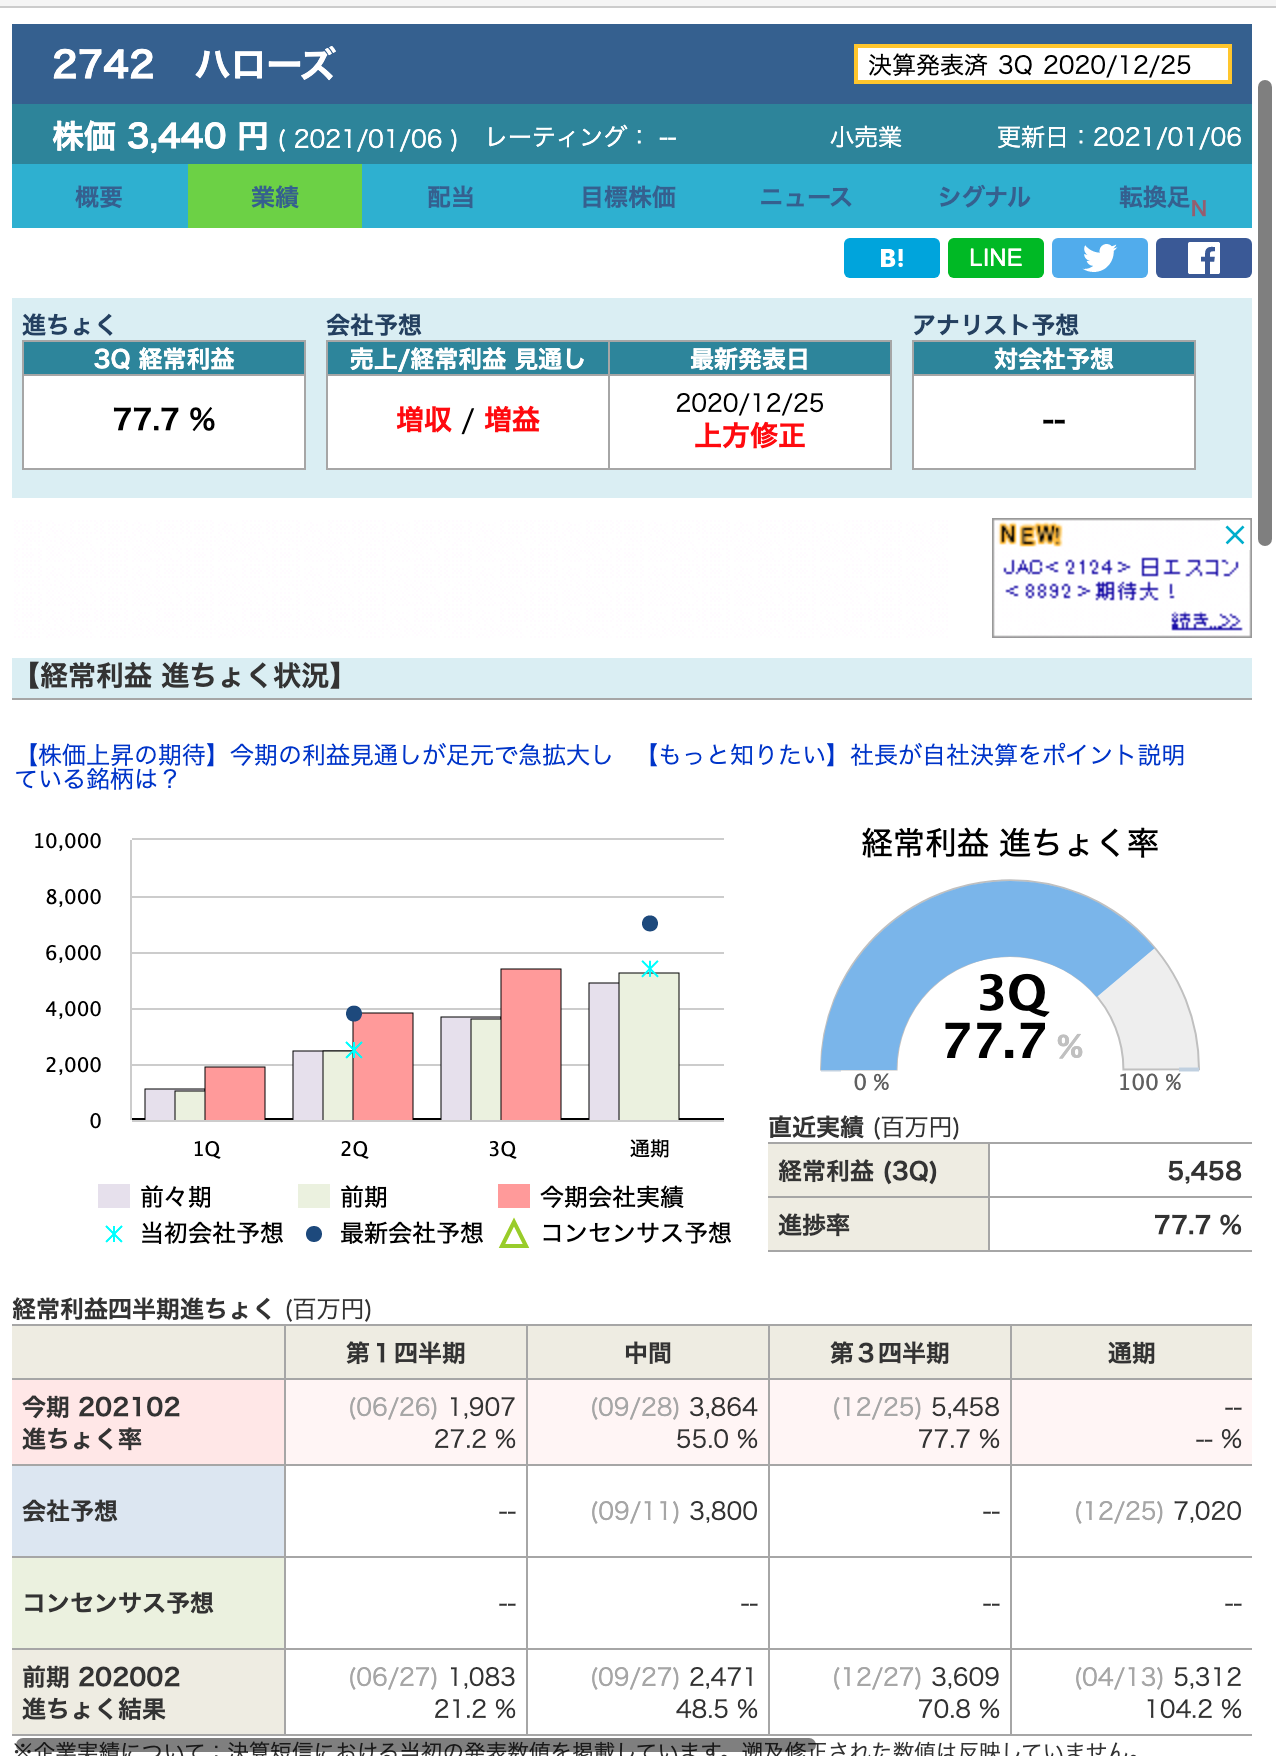 2742 ハローズ
決算発表済 3Q 2020/12/25
株価 3,440 円 ( 2021/01/06 ) レーティング： -- 小売業 更新日：2021/01/06
概要 業績 配当 目標株価 ニュース シグナル 転換足N
B! LINE
進ちょく 会社予想 アナリスト予想
3Q 経常利益 売上/経常利益 見通し 最新発表日 対会社予想
77.7 % 増収 / 増益 2020/12/25 --
上方修正
NEW!
JAC<2124> 日エスコン
<8892>期待大！
続き..>>
【経常利益 進ちょく状況】
【株価上昇の期待】今期の利益見通しが足元で急拡大し
ている銘柄は？
【もっと知りたい】社長が自社決算をポイント説明
10,000
8,000
6,000
4,000
2,000
0
1Q 2Q 3Q 通期
前々期 前期 今期会社実績
当初会社予想 最新会社予想 コンセンサス予想
経常利益 進ちょく率
3Q
77.7 %
0 % 100 %
直近実績 (百万円)
経常利益 (3Q) 5,458
進捗率 77.7 %
経常利益四半期進ちょく (百万円)
第１四半期 中間 第３四半期 通期
今期 202102 (06/26) 1,907 (09/28) 3,864 (12/25) 5,458 --
進ちょく率 27.2 % 55.0 % 77.7 % -- %
会社予想 -- (09/11) 3,800 -- (12/25) 7,020
コンセンサス予想 -- -- -- --
前期 202002 (06/27) 1,083 (09/27) 2,471 (12/27) 3,609 (04/13) 5,312
進ちょく結果 21.2 % 48.5 % 70.8 % 104.2 %
※企業実績について：決算短信における当初の発表数値を掲載しています。遡及修正された数値は反映していません。